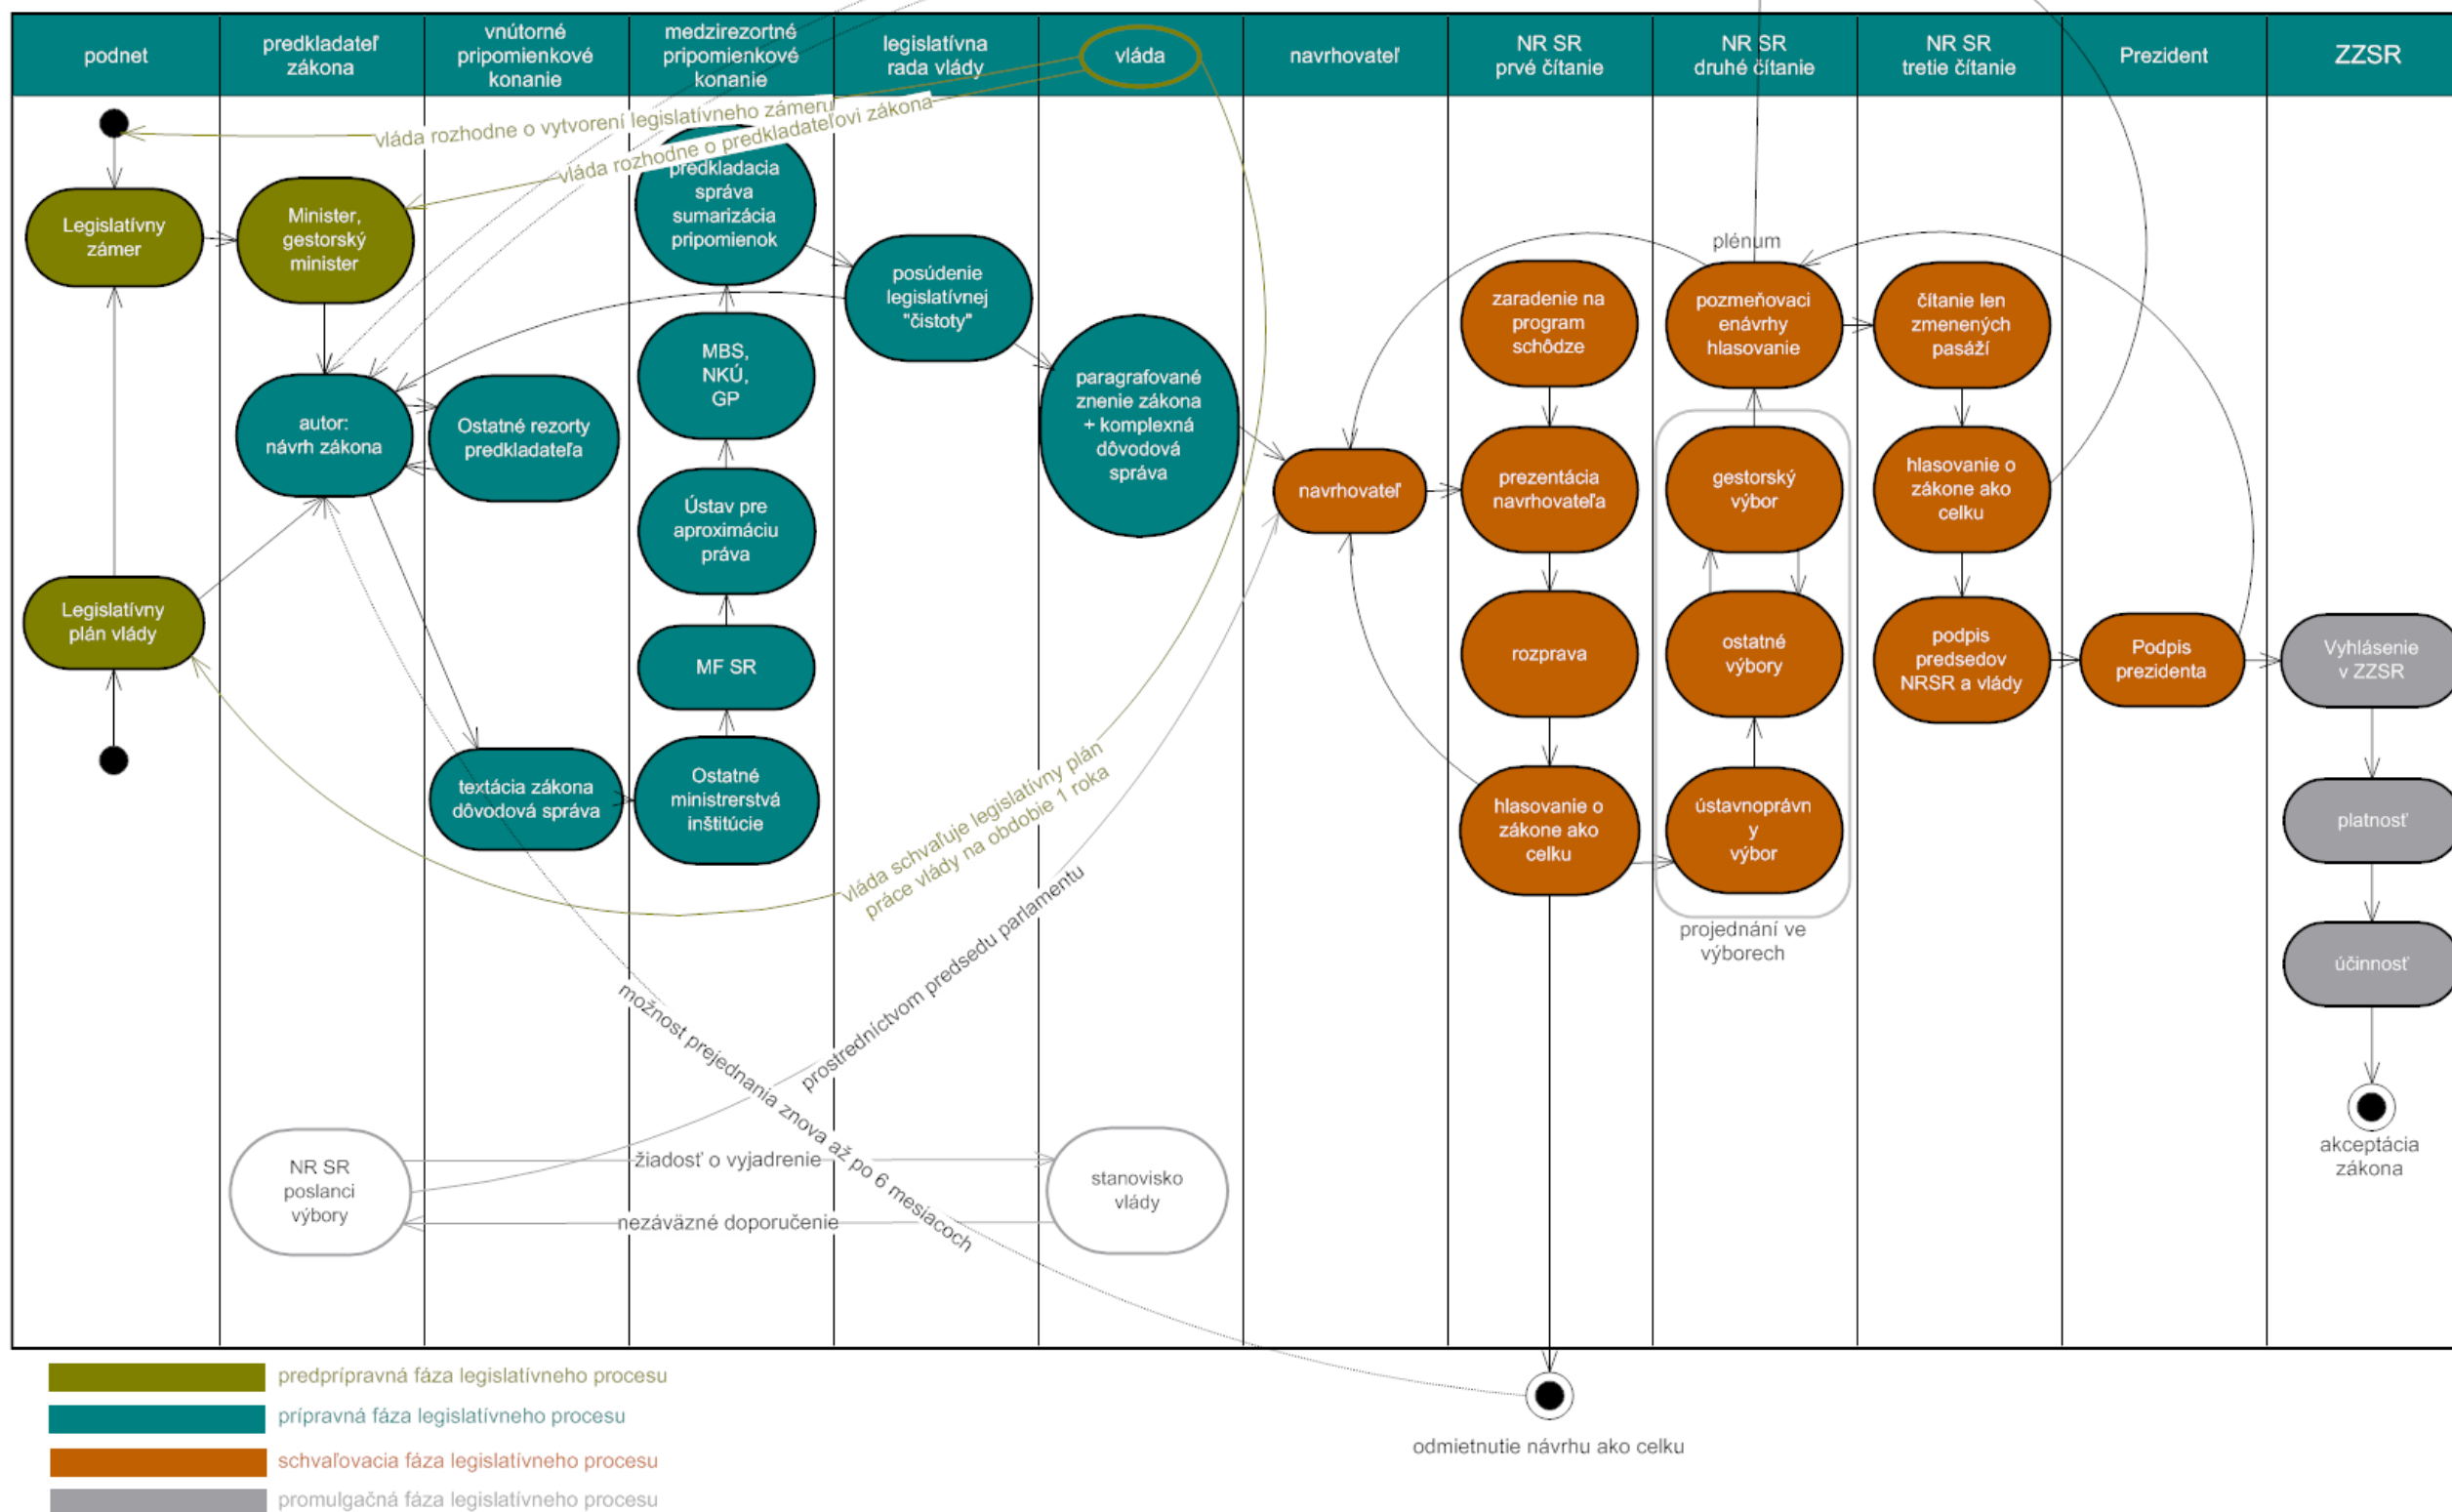 podnet
predkladateľ
zákona
vnútorné
pripomienkové
konanie
medzirezortné
pripomienkové
konanie
legislatívna
rada vlády
vláda
navrhovateľ
NR SR
prvé čítanie
NR SR
druhé čítanie
NR SR
tretie čítanie
Prezident
ZZSR
vláda rozhodne o vytvorení legislatívneho zámeru
vláda rozhodne o predkladateľovi zákona
Legislatívny
zámer
Minister,
gestorský
minister
predkladacia
správa
sumarizácia
pripomienok
posúdenie
legislatívnej
"čistoty"
MBS,
NKÚ,
GP
paragrafované
znenie zákona
+ komplexná
dôvodová
správa
autor:
návrh zákona
Ostatné rezorty
predkladateľa
Ústav pre
aproximáciu
práva
Legislatívny
plán vlády
MF SR
textácia zákona
dôvodová správa
Ostatné
ministrerstvá
inštitúcie
vláda schvaľuje legislatívny plán
práce vlády na obdobie 1 roka
prostredníctvom predsedu parlamentu
možnost prejednania znova až po 6 mesiacoch
NR SR
poslanci
výbory
žiadosť o vyjadrenie
nezáväzné doporučenie
stanovisko
vlády
navrhovateľ
zaradenie na
program
schôdze
prezentácia
navrhovateľa
rozprava
hlasovanie o
zákone ako
celku
plénum
pozmeňovaci
enávrhy
hlasovanie
gestorský
výbor
ostatné
výbory
ústavnoprávn
y
výbor
projednání ve
výborech
čítanie len
zmenených
pasáží
hlasovanie o
zákone ako
celku
podpis
predsedov
NRSR a vlády
Podpis
prezidenta
Vyhlásenie
v ZZSR
platnosť
účinnosť
akceptácia
zákona
odmietnutie návrhu ako celku
predprípravná fáza legislatívneho procesu
prípravná fáza legislatívneho procesu
schvaľovacia fáza legislatívneho procesu
promulgačná fáza legislatívneho procesu